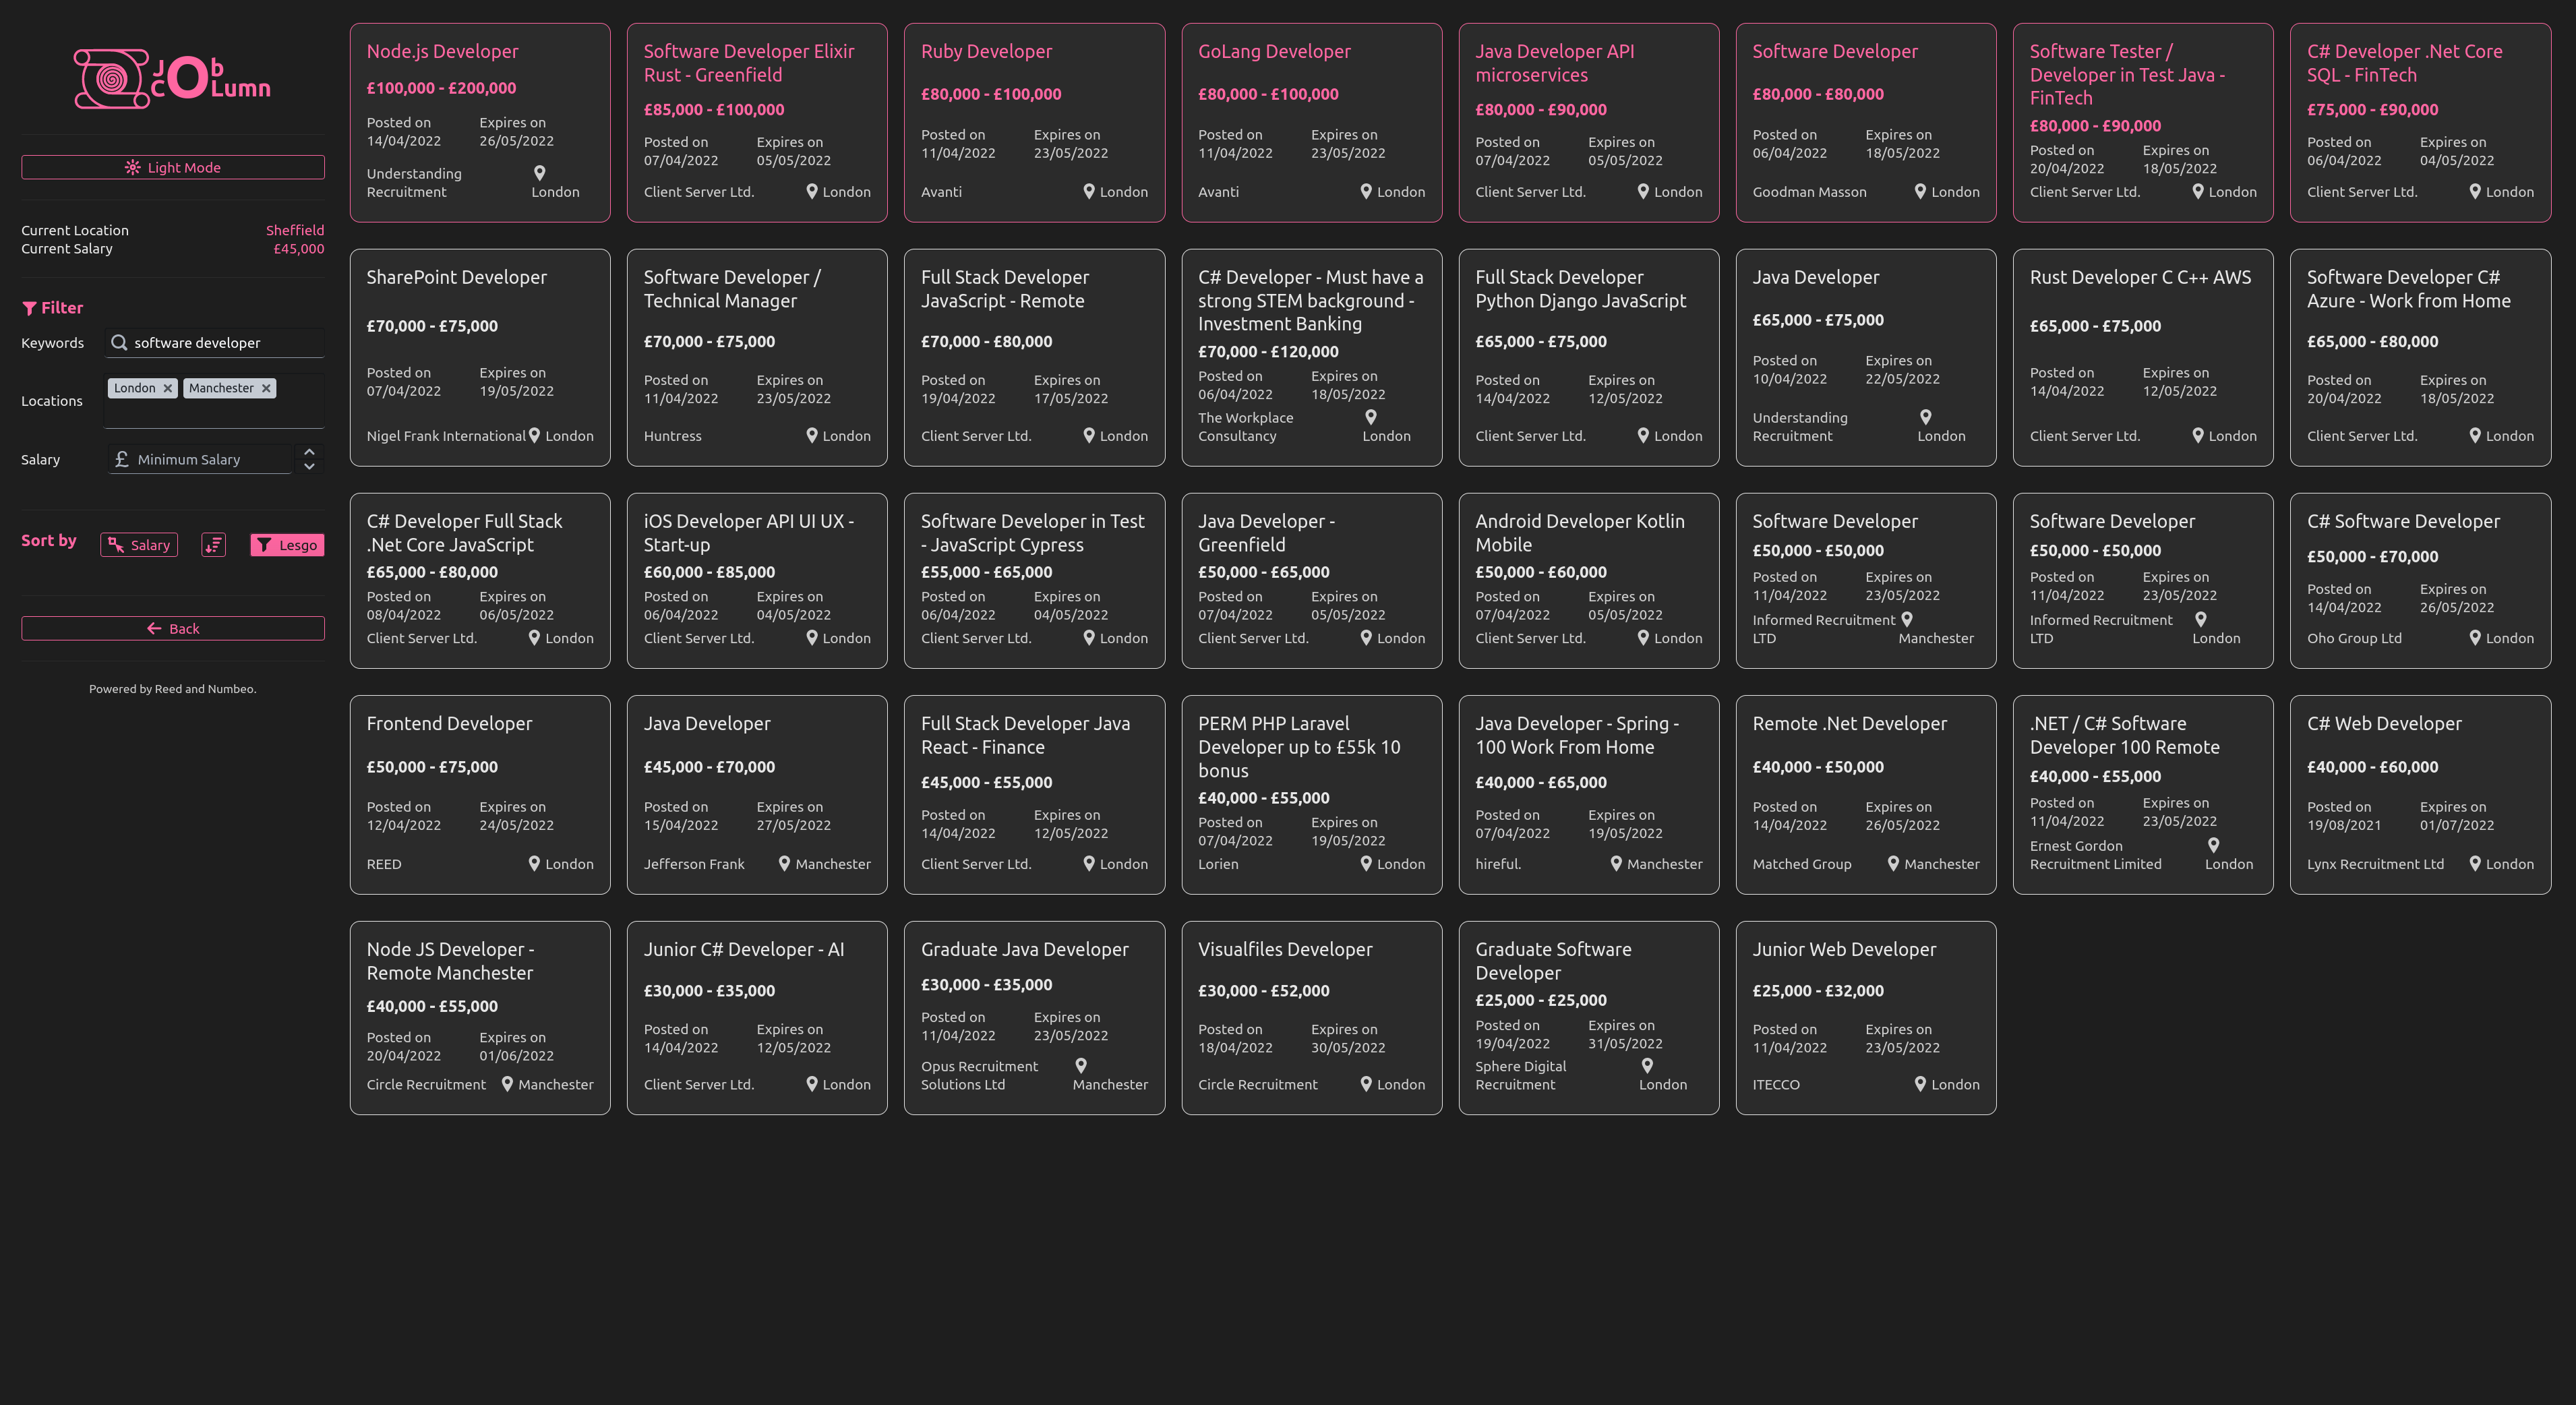 JOb
cOLumn
Light Mode
Current Location Sheffield
Current Salary £45,000
Filter
Keywords software developer
Locations London Manchester
Salary £ Minimum Salary
Sort by Salary Lesgo
Back
Powered by Reed and Numbeo.
Node.js Developer
£100,000 - £200,000
Posted on Expires on
14/04/2022 26/05/2022
Understanding
Recruitment London
Software Developer Elixir
Rust - Greenfield
£85,000 - £100,000
Posted on Expires on
07/04/2022 05/05/2022
Client Server Ltd. London
Ruby Developer
£80,000 - £100,000
Posted on Expires on
11/04/2022 23/05/2022
Avanti London
GoLang Developer
£80,000 - £100,000
Posted on Expires on
11/04/2022 23/05/2022
Avanti London
Java Developer API
microservices
£80,000 - £90,000
Posted on Expires on
07/04/2022 05/05/2022
Client Server Ltd. London
Software Developer
£80,000 - £80,000
Posted on Expires on
06/04/2022 18/05/2022
Goodman Masson London
Software Tester /
Developer in Test Java -
FinTech
£80,000 - £90,000
Posted on Expires on
20/04/2022 18/05/2022
Client Server Ltd. London
C# Developer .Net Core
SQL - FinTech
£75,000 - £90,000
Posted on Expires on
06/04/2022 04/05/2022
Client Server Ltd. London
SharePoint Developer
£70,000 - £75,000
Posted on Expires on
07/04/2022 19/05/2022
Nigel Frank International London
Software Developer /
Technical Manager
£70,000 - £75,000
Posted on Expires on
11/04/2022 23/05/2022
Huntress London
Full Stack Developer
JavaScript - Remote
£70,000 - £80,000
Posted on Expires on
19/04/2022 17/05/2022
Client Server Ltd. London
C# Developer - Must have a
strong STEM background -
Investment Banking
£70,000 - £120,000
Posted on Expires on
06/04/2022 18/05/2022
The Workplace
Consultancy London
Full Stack Developer
Python Django JavaScript
£65,000 - £75,000
Posted on Expires on
14/04/2022 12/05/2022
Client Server Ltd. London
Java Developer
£65,000 - £75,000
Posted on Expires on
10/04/2022 22/05/2022
Understanding
Recruitment London
Rust Developer C C++ AWS
£65,000 - £75,000
Posted on Expires on
14/04/2022 12/05/2022
Client Server Ltd. London
Software Developer C#
Azure - Work from Home
£65,000 - £80,000
Posted on Expires on
20/04/2022 18/05/2022
Client Server Ltd. London
C# Developer Full Stack
.Net Core JavaScript
£65,000 - £80,000
Posted on Expires on
08/04/2022 06/05/2022
Client Server Ltd. London
iOS Developer API UI UX -
Start-up
£60,000 - £85,000
Posted on Expires on
06/04/2022 04/05/2022
Client Server Ltd. London
Software Developer in Test
- JavaScript Cypress
£55,000 - £65,000
Posted on Expires on
06/04/2022 04/05/2022
Client Server Ltd. London
Java Developer -
Greenfield
£50,000 - £65,000
Posted on Expires on
07/04/2022 05/05/2022
Client Server Ltd. London
Android Developer Kotlin
Mobile
£50,000 - £60,000
Posted on Expires on
07/04/2022 05/05/2022
Client Server Ltd. London
Software Developer
£50,000 - £50,000
Posted on Expires on
11/04/2022 23/05/2022
Informed Recruitment
LTD Manchester
Software Developer
£50,000 - £50,000
Posted on Expires on
11/04/2022 23/05/2022
Informed Recruitment
LTD London
C# Software Developer
£50,000 - £70,000
Posted on Expires on
14/04/2022 26/05/2022
Oho Group Ltd London
Frontend Developer
£50,000 - £75,000
Posted on Expires on
12/04/2022 24/05/2022
REED London
Java Developer
£45,000 - £70,000
Posted on Expires on
15/04/2022 27/05/2022
Jefferson Frank Manchester
Full Stack Developer Java
React - Finance
£45,000 - £55,000
Posted on Expires on
14/04/2022 12/05/2022
Client Server Ltd. London
PERM PHP Laravel
Developer up to £55k 10
bonus
£40,000 - £55,000
Posted on Expires on
07/04/2022 19/05/2022
Lorien London
Java Developer - Spring -
100 Work From Home
£40,000 - £65,000
Posted on Expires on
07/04/2022 19/05/2022
hireful. Manchester
Remote .Net Developer
£40,000 - £50,000
Posted on Expires on
14/04/2022 26/05/2022
Matched Group Manchester
.NET / C# Software
Developer 100 Remote
£40,000 - £55,000
Posted on Expires on
11/04/2022 23/05/2022
Ernest Gordon
Recruitment Limited London
C# Web Developer
£40,000 - £60,000
Posted on Expires on
19/08/2021 01/07/2022
Lynx Recruitment Ltd London
Node JS Developer -
Remote Manchester
£40,000 - £55,000
Posted on Expires on
20/04/2022 01/06/2022
Circle Recruitment Manchester
Junior C# Developer - AI
£30,000 - £35,000
Posted on Expires on
14/04/2022 12/05/2022
Client Server Ltd. London
Graduate Java Developer
£30,000 - £35,000
Posted on Expires on
11/04/2022 23/05/2022
Opus Recruitment
Solutions Ltd Manchester
Visualfiles Developer
£30,000 - £52,000
Posted on Expires on
18/04/2022 30/05/2022
Circle Recruitment London
Graduate Software
Developer
£25,000 - £25,000
Posted on Expires on
19/04/2022 31/05/2022
Sphere Digital
Recruitment London
Junior Web Developer
£25,000 - £32,000
Posted on Expires on
11/04/2022 23/05/2022
ITECCO London